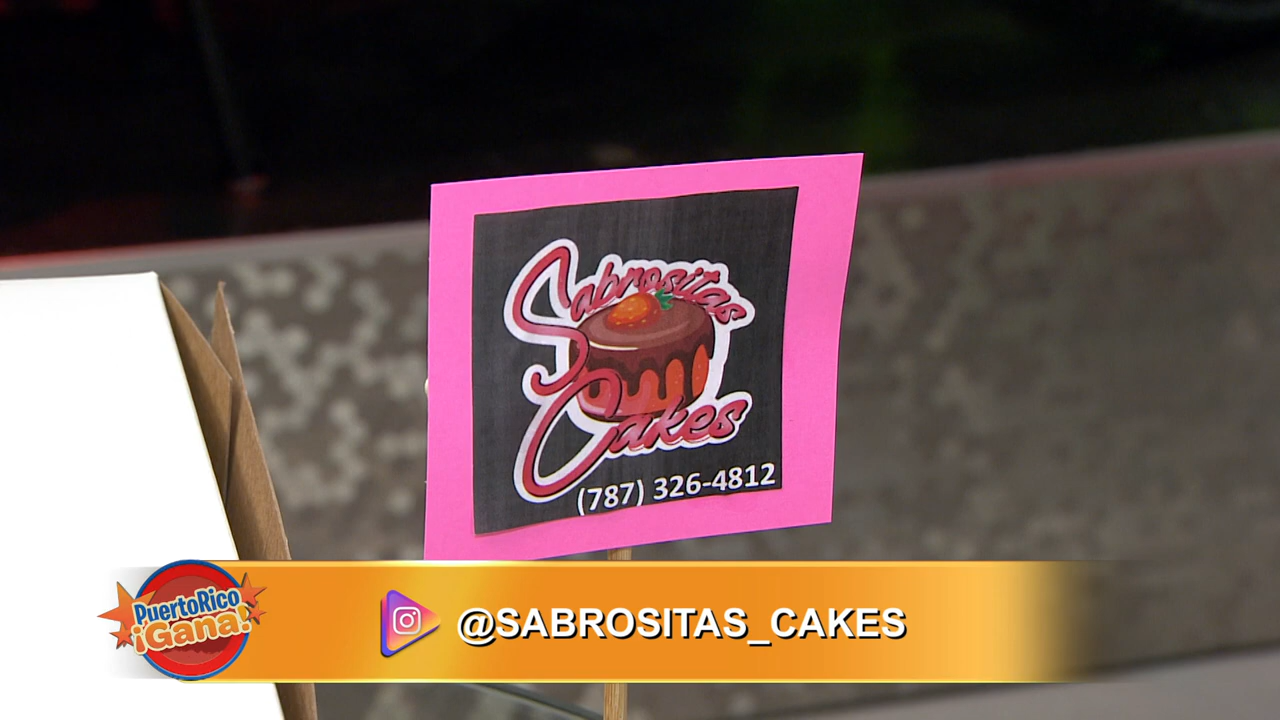 Sabrositas
Cakes
(787) 326-4812
PuertoRico
¡Gana!
@SABROSITAS_CAKES